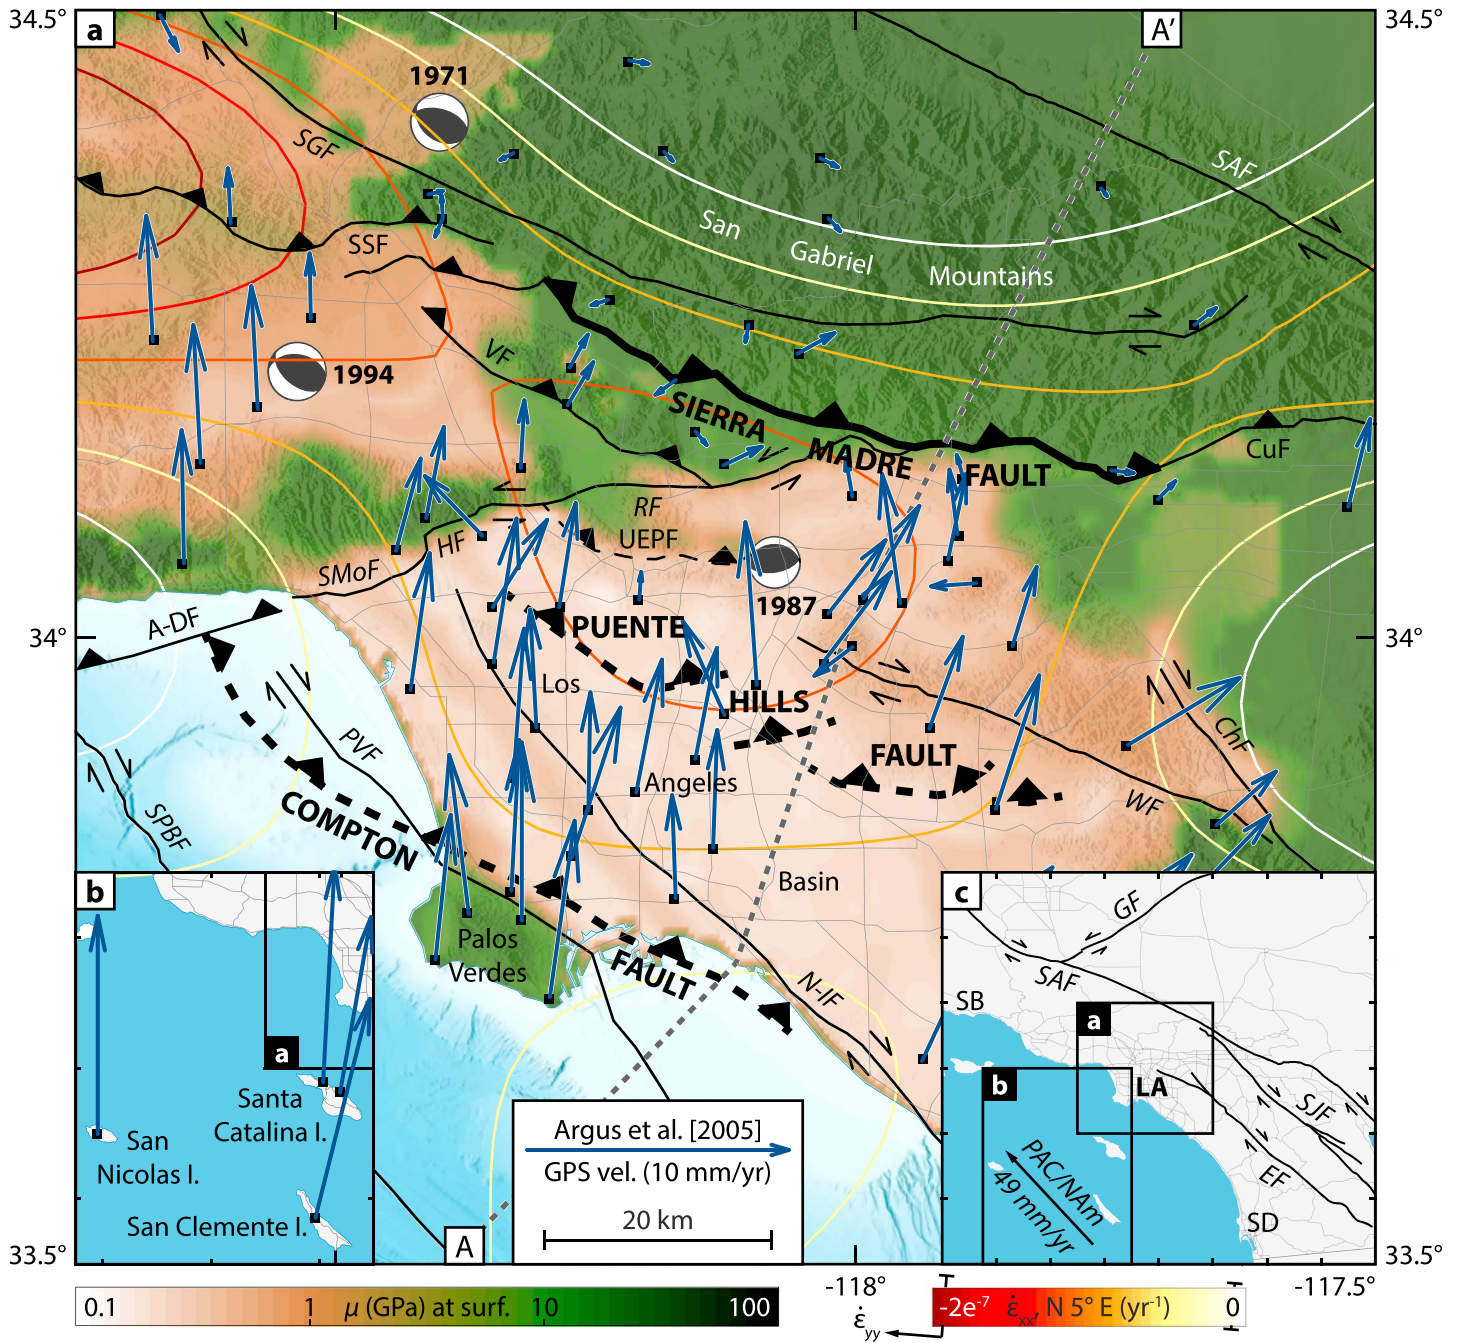 34.5°
34.5°
a
A’
1971
SGF
SAF
San
Gabriel
Mountains
SSF
1994
VF
SIERRA
MADRE
FAULT
CuF
RF
UEPF
HF
SMoF
1987
A-DF
34°
34°
PUENTE
HILLS
FAULT
Los
Angeles
Basin
PVF
SPBF
COMPTON
FAULT
ChF
WF
Palos
Verdes
N-IF
b
a
Santa
Catalina I.
San
Nicolas I.
San Clemente I.
A
Argus et al. [2005]
GPS vel. (10 mm/yr)
20 km
c
GF
SAF
SB
a
b
LA
SJF
EF
SD
PAC/NAm
49 mm/yr
33.5°
33.5°
-118°
-117.5°
0.1 1 µ (GPa) at surf. 10 100
ε̇yy
-2e⁻⁷ ε̇xx, N 5° E (yr⁻¹) 0